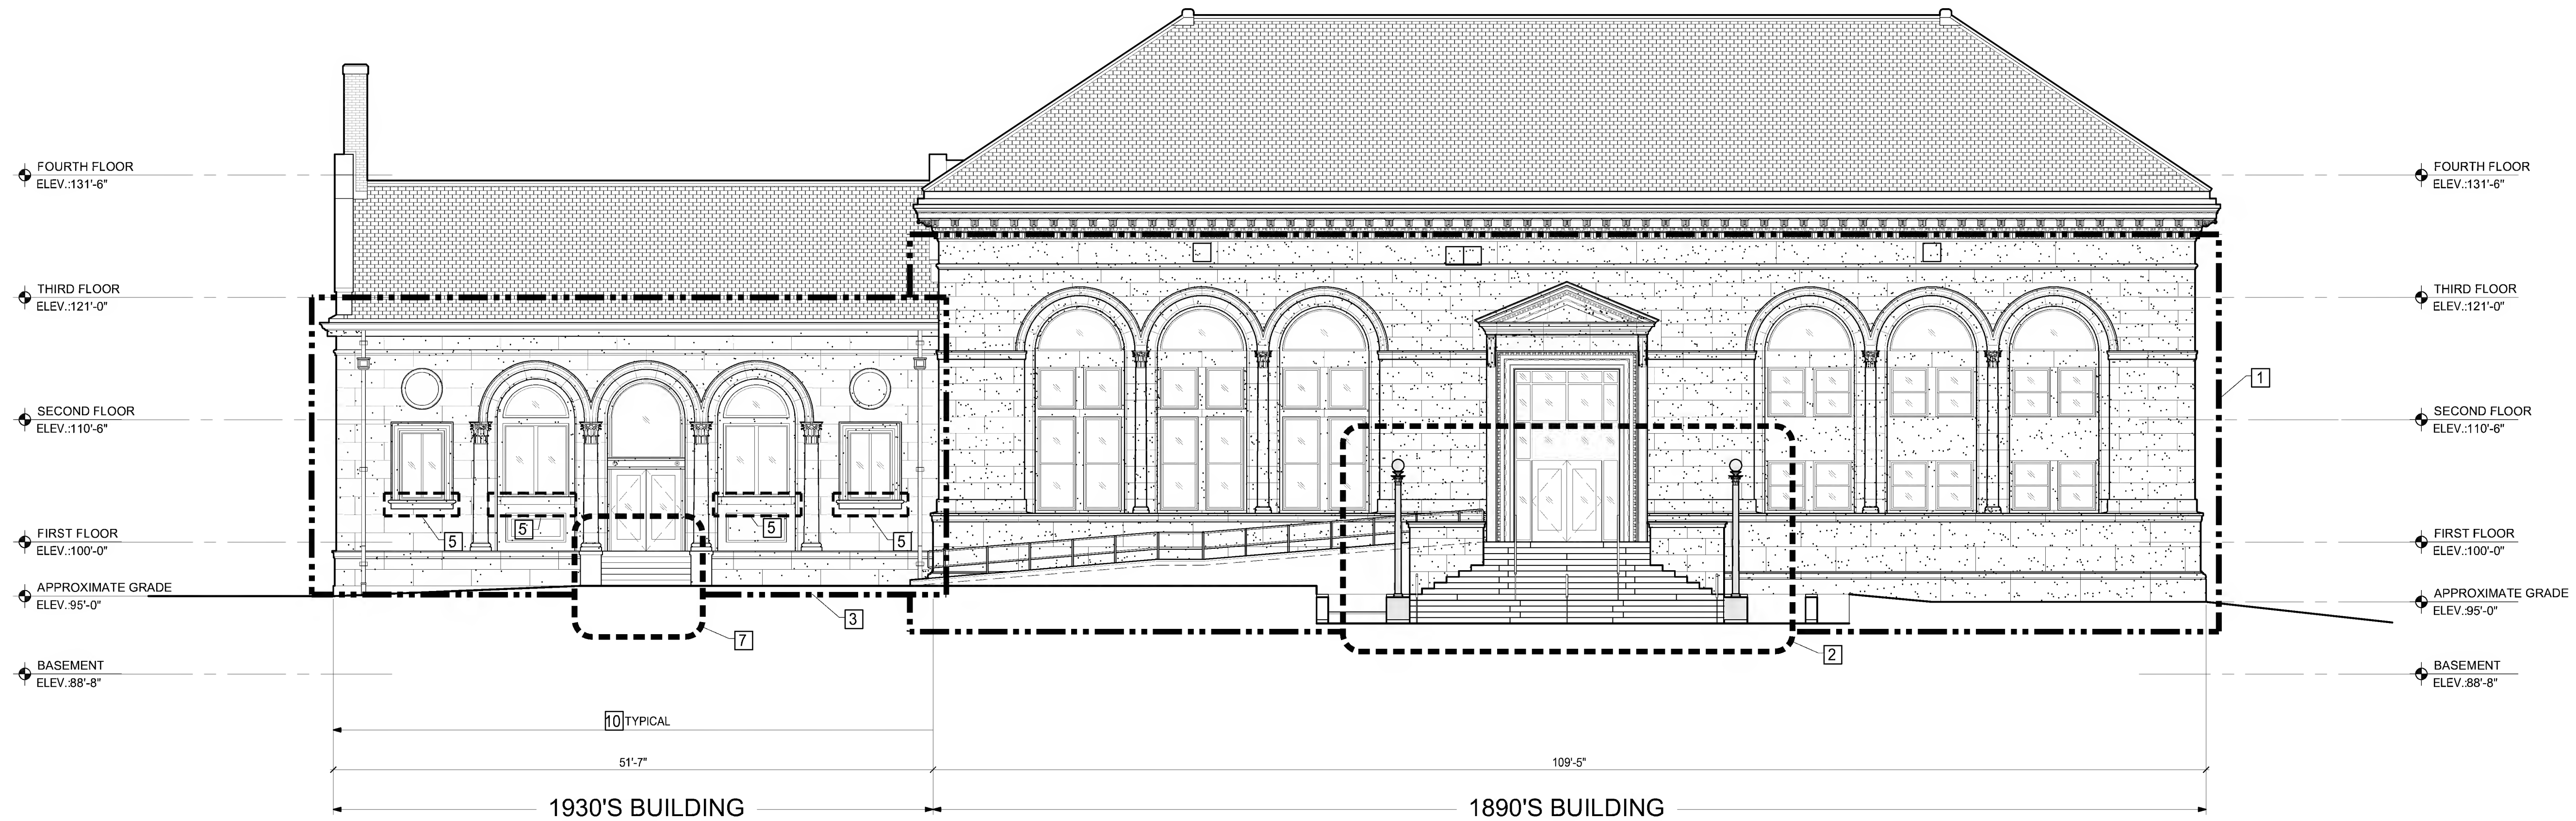 FOURTH FLOOR
ELEV.:131'-6"
THIRD FLOOR
ELEV.:121'-0"
SECOND FLOOR
ELEV.:110'-6"
FIRST FLOOR
ELEV.:100'-0"
APPROXIMATE GRADE
ELEV.:95'-0"
BASEMENT
ELEV.:88'-8"
5
5
5
5
7
3
2
1
FOURTH FLOOR
ELEV.:131'-6"
THIRD FLOOR
ELEV.:121'-0"
SECOND FLOOR
ELEV.:110'-6"
FIRST FLOOR
ELEV.:100'-0"
APPROXIMATE GRADE
ELEV.:95'-0"
BASEMENT
ELEV.:88'-8"
10 TYPICAL
51'-7"
109'-5"
1930'S BUILDING
1890'S BUILDING